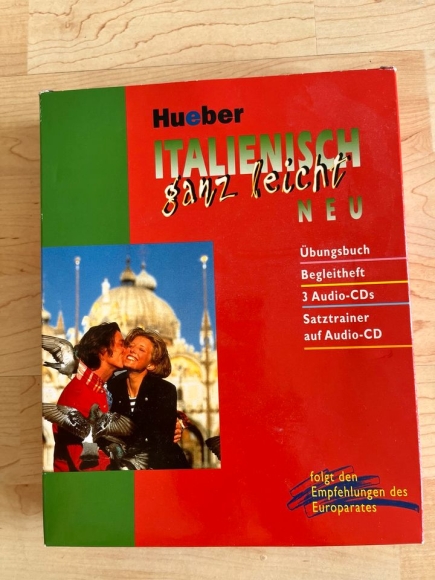 Hueber
ITALIENISCH
ganz leicht
NEU
Übungsbuch
Begleitheft
3 Audio-CDs
Satztrainer
auf Audio-CD
folgt den
Empfehlungen des
Europarates